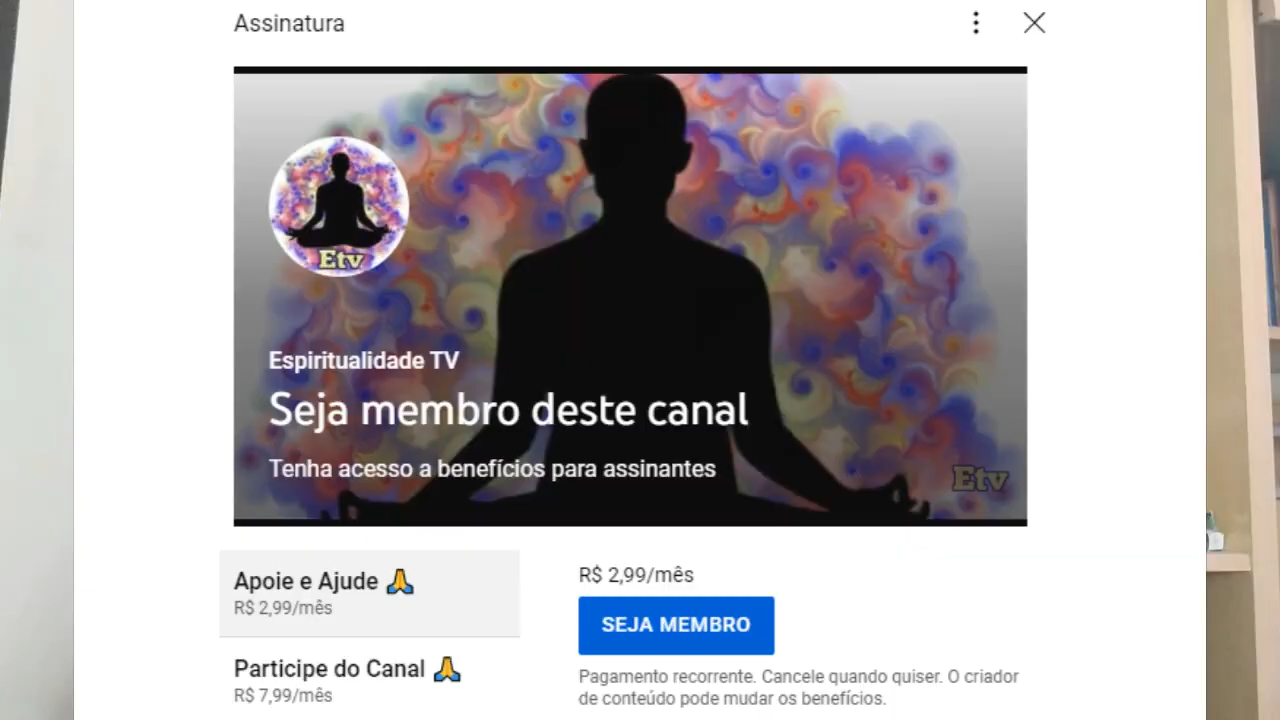 Assinatura
Etv
Espiritualidade TV
Seja membro deste canal
Tenha acesso a benefícios para assinantes
Etv
Apoie e Ajude 🙏
R$ 2,99/mês
Participe do Canal 🙏
R$ 7,99/mês
R$ 2,99/mês
SEJA MEMBRO
Pagamento recorrente. Cancele quando quiser. O criador
de conteúdo pode mudar os benefícios.